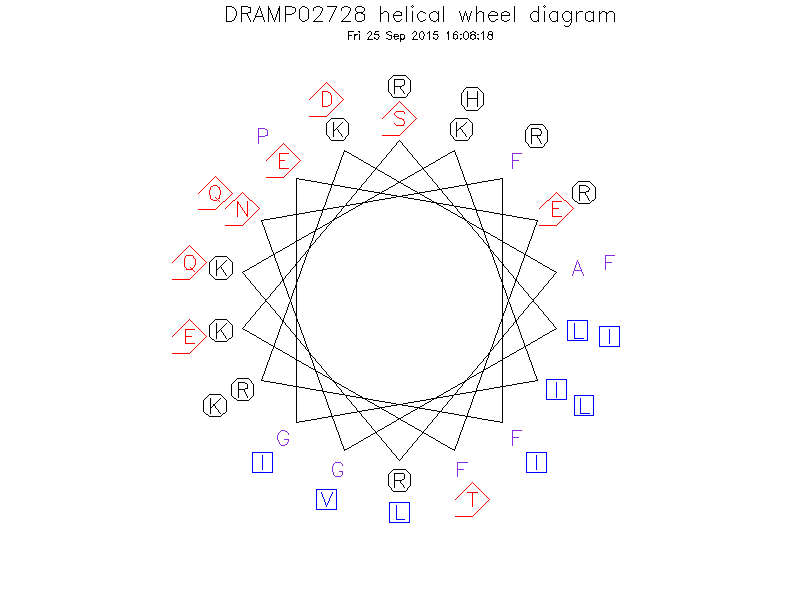 DRAMP02728 helical wheel diagram
Fri 25 Sep 2015 16:08:18
R
D H
S
K K R
P
E F
Q R
N E
Q K A F
E K L I
R I
K L
G F
I I
G F
R
V T
L